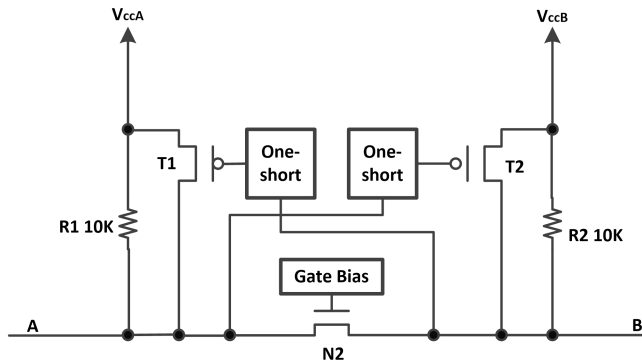 VccA
VccB
One-
short
One-
short
T1
T2
R1 10K
R2 10K
Gate Bias
A
B
N2